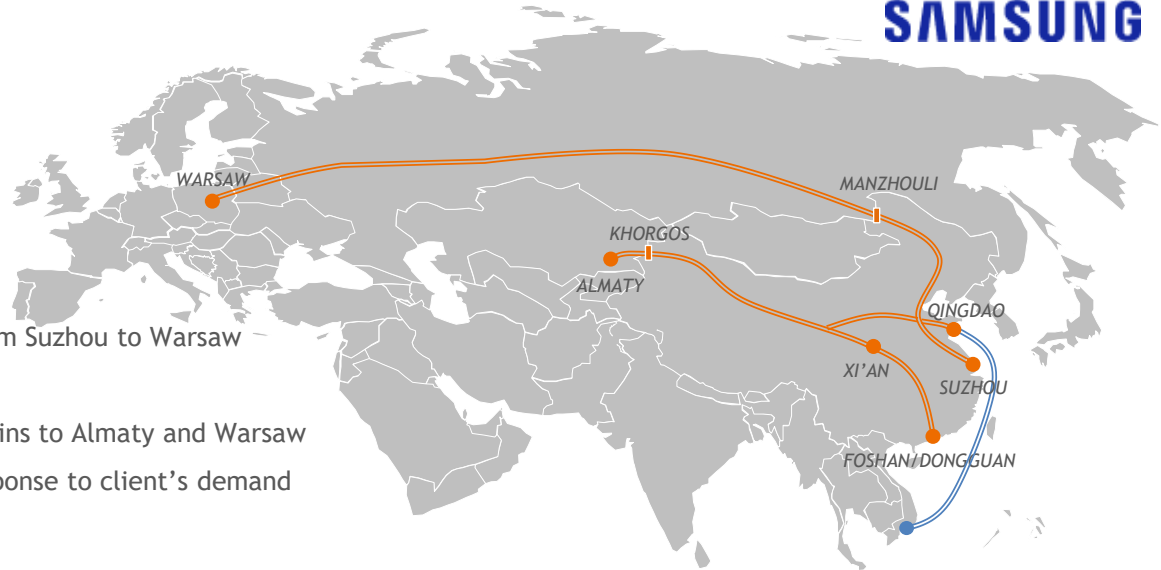 SAMSUNG
WARSAW
MANZHOULI
KHORGOS
ALMATY
QINGDAO
m Suzhou to Warsaw
XI’AN
SUZHOU
ins to Almaty and Warsaw
FOSHAN/DONGGUAN
ponse to client’s demand